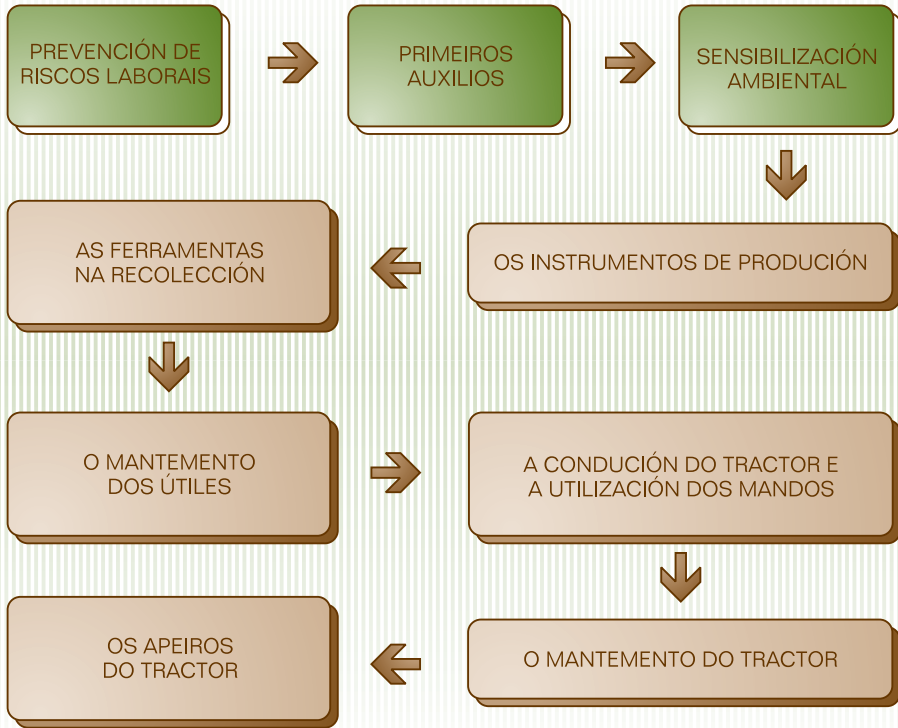 PREVENCIÓN DE
RISCOS LABORAIS
PRIMEIROS
AUXILIOS
SENSIBILIZACIÓN
AMBIENTAL
OS INSTRUMENTOS DE PRODUCIÓN
AS FERRAMENTAS
NA RECOLECCIÓN
O MANTEMENTO
DOS ÚTILES
A CONDUCIÓN DO TRACTOR E
A UTILIZACIÓN DOS MANDOS
O MANTEMENTO DO TRACTOR
OS APEIROS
DO TRACTOR